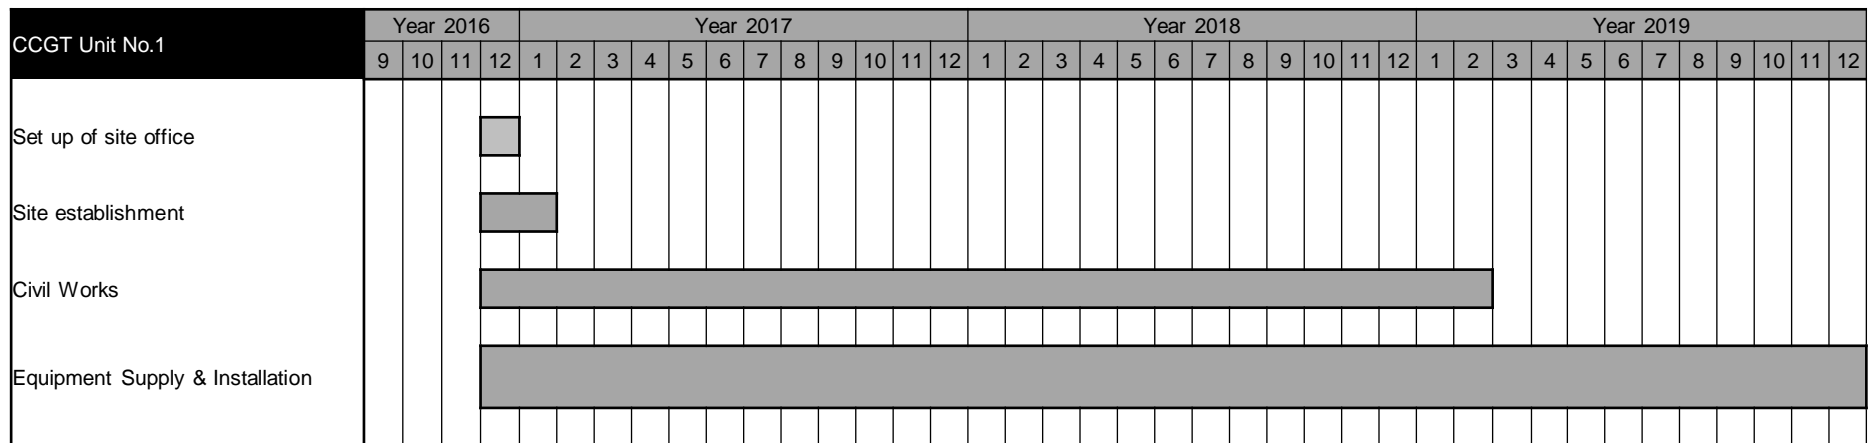 CCGT Unit No.1
Year 2016 Year 2017 Year 2018 Year 2019
9 10 11 12 1 2 3 4 5 6 7 8 9 10 11 12 1 2 3 4 5 6 7 8 9 10 11 12 1 2 3 4 5 6 7 8 9 10 11 12
Set up of site office
Site establishment
Civil Works
Equipment Supply & Installation